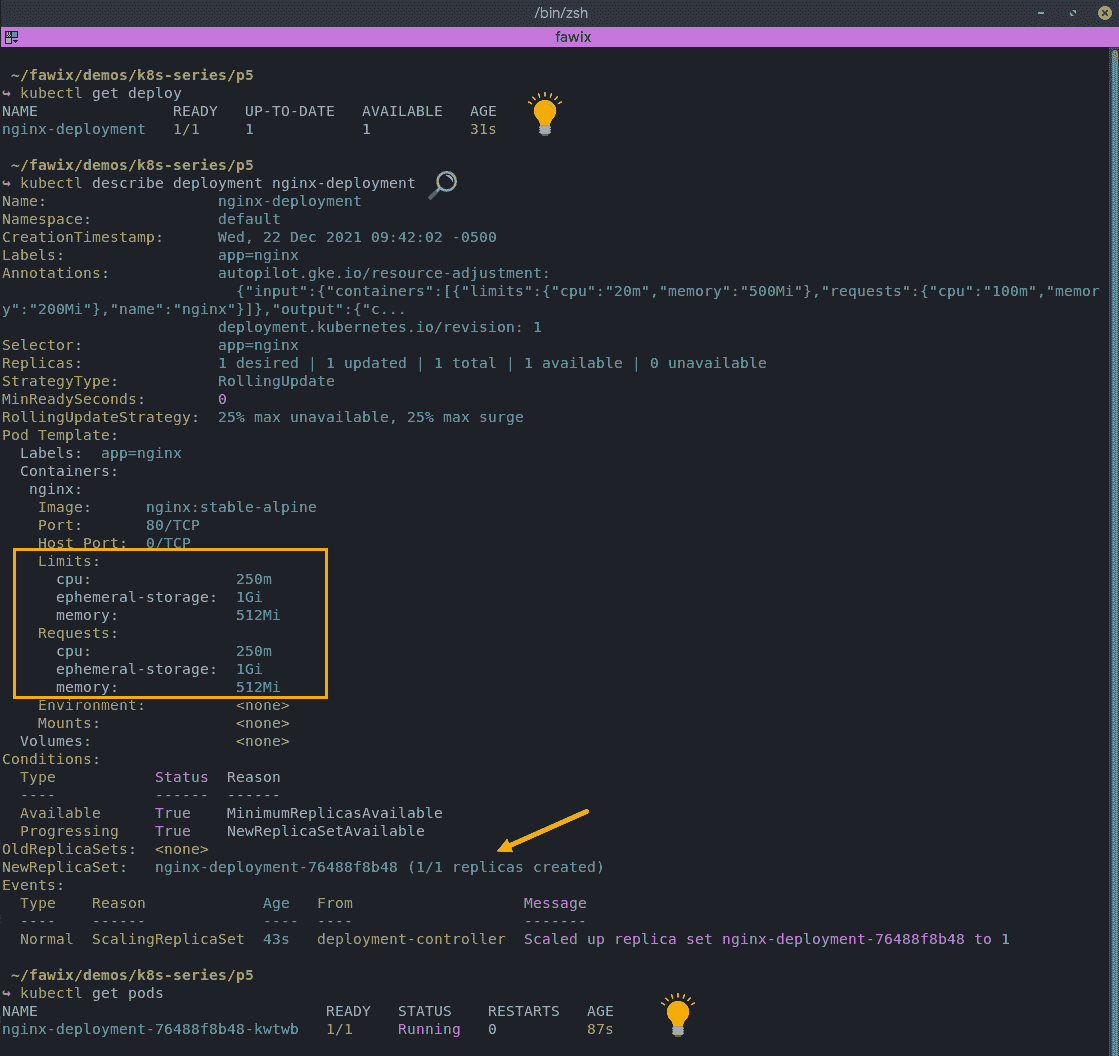 /bin/zsh
fawix
~/fawix/demos/k8s-series/p5
↪ kubectl get deploy
NAME               READY   UP-TO-DATE   AVAILABLE   AGE
nginx-deployment   1/1     1            1           31s
~/fawix/demos/k8s-series/p5
↪ kubectl describe deployment nginx-deployment
Name:                   nginx-deployment
Namespace:              default
CreationTimestamp:      Wed, 22 Dec 2021 09:42:02 -0500
Labels:                 app=nginx
Annotations:            autopilot.gke.io/resource-adjustment:
                          {"input":{"containers":[{"limits":{"cpu":"20m","memory":"500Mi"},"requests":{"cpu":"100m","memor
y":"200Mi"},"name":"nginx"}]},"output":{"c...
                        deployment.kubernetes.io/revision: 1
Selector:               app=nginx
Replicas:               1 desired | 1 updated | 1 total | 1 available | 0 unavailable
StrategyType:           RollingUpdate
MinReadySeconds:        0
RollingUpdateStrategy:  25% max unavailable, 25% max surge
Pod Template:
  Labels:  app=nginx
  Containers:
   nginx:
    Image:      nginx:stable-alpine
    Port:       80/TCP
    Host Port:  0/TCP
    Limits:
      cpu:                250m
      ephemeral-storage:  1Gi
      memory:             512Mi
    Requests:
      cpu:                250m
      ephemeral-storage:  1Gi
      memory:             512Mi
    Environment:          <none>
    Mounts:               <none>
  Volumes:                <none>
Conditions:
  Type           Status  Reason
  ----           ------  ------
  Available      True    MinimumReplicasAvailable
  Progressing    True    NewReplicaSetAvailable
OldReplicaSets:  <none>
NewReplicaSet:   nginx-deployment-76488f8b48 (1/1 replicas created)
Events:
  Type    Reason             Age   From                   Message
  ----    ------             ----  ----                   -------
  Normal  ScalingReplicaSet  43s   deployment-controller  Scaled up replica set nginx-deployment-76488f8b48 to 1
~/fawix/demos/k8s-series/p5
↪ kubectl get pods
NAME                                READY   STATUS    RESTARTS   AGE
nginx-deployment-76488f8b48-kwtwb   1/1     Running   0          87s